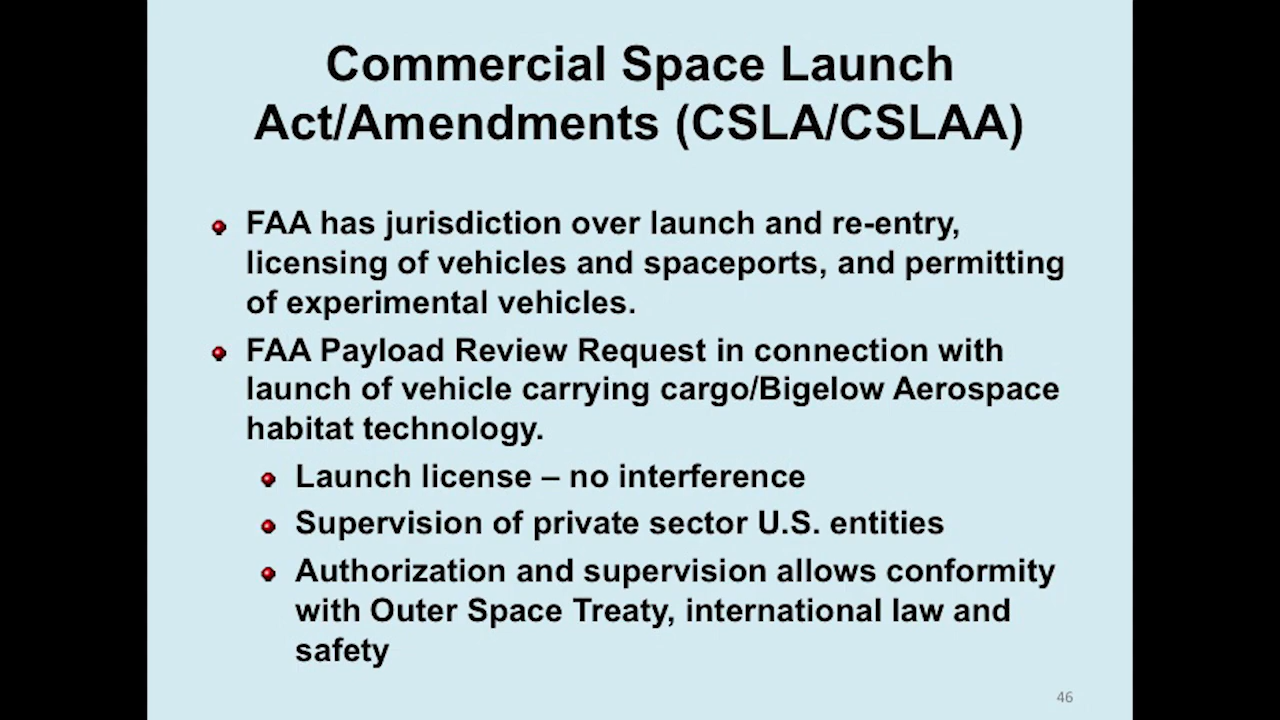 Commercial Space Launch
Act/Amendments (CSLA/CSLAA)
FAA has jurisdiction over launch and re-entry,
licensing of vehicles and spaceports, and permitting
of experimental vehicles.
FAA Payload Review Request in connection with
launch of vehicle carrying cargo/Bigelow Aerospace
habitat technology.
Launch license – no interference
Supervision of private sector U.S. entities
Authorization and supervision allows conformity
with Outer Space Treaty, international law and
safety
46